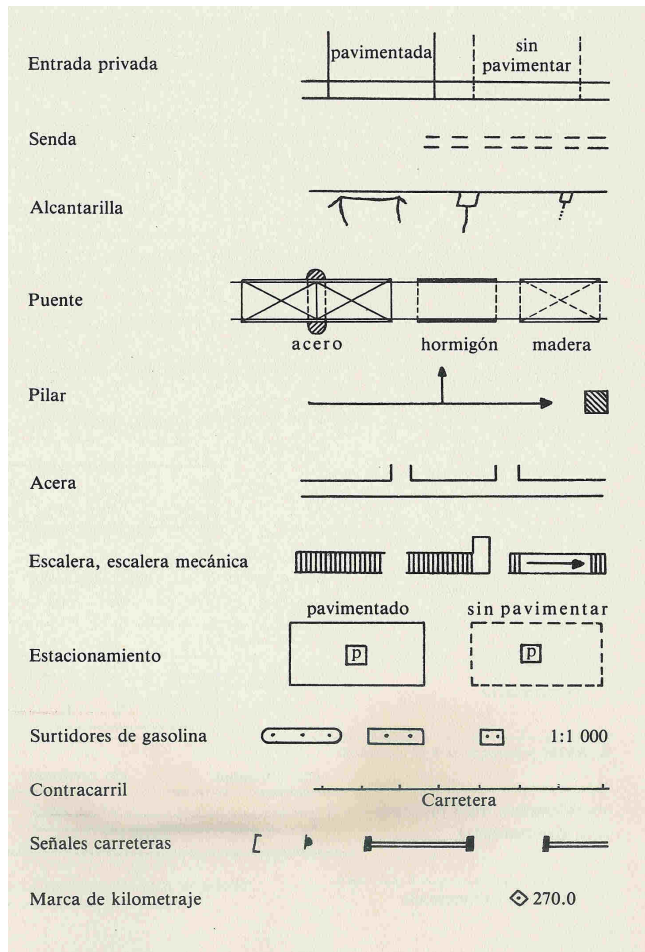 Entrada privada
pavimentada
sin
pavimentar
Senda
Alcantarilla
Puente
acero
hormigón
madera
Pilar
Acera
Escalera, escalera mecánica
pavimentado
sin pavimentar
Estacionamiento
p
p
Surtidores de gasolina
1:1 000
Contracarril
Carretera
Señales carreteras
Marca de kilometraje
270.0